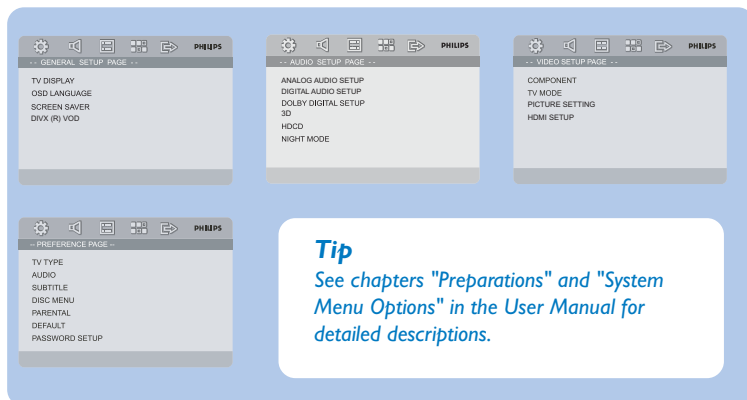 PHILIPS
-- GENERAL SETUP PAGE --
TV DISPLAY
OSD LANGUAGE
SCREEN SAVER
DIVX (R) VOD
PHILIPS
-- AUDIO SETUP PAGE --
ANALOG AUDIO SETUP
DIGITAL AUDIO SETUP
DOLBY DIGITAL SETUP
3D
HDCD
NIGHT MODE
PHILIPS
-- VIDEO SETUP PAGE --
COMPONENT
TV MODE
PICTURE SETTING
HDMI SETUP
PHILIPS
-- PREFERENCE PAGE --
TV TYPE
AUDIO
SUBTITLE
DISC MENU
PARENTAL
DEFAULT
PASSWORD SETUP
Tip
See chapters "Preparations" and "System
Menu Options" in the User Manual for
detailed descriptions.